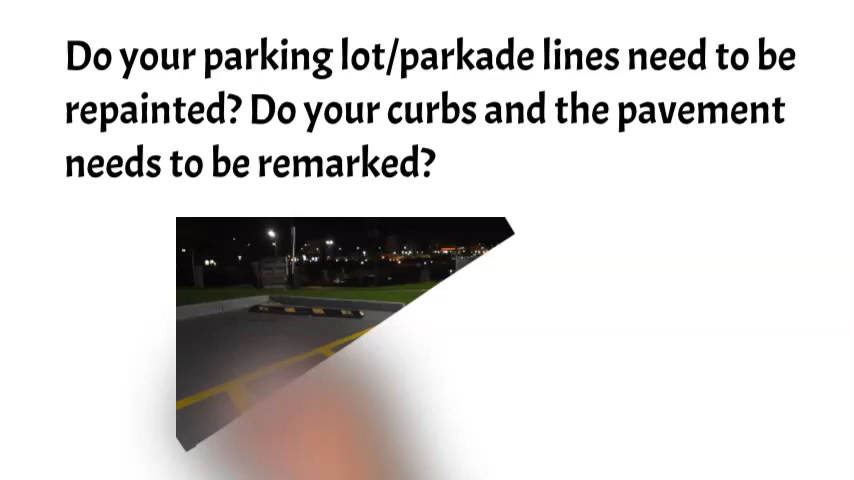 Do your parking lot/parkade lines need to be
repainted? Do your curbs and the pavement
needs to be remarked?